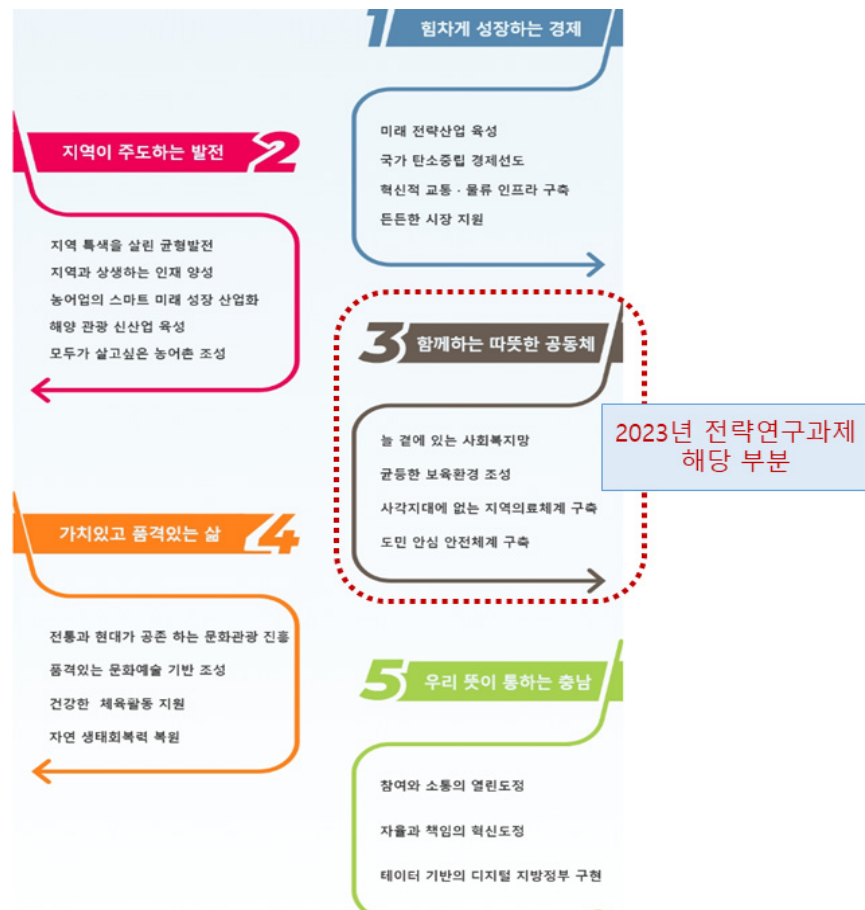 1 힘차게 성장하는 경제
미래 전략산업 육성
국가 탄소중립 경제선도
혁신적 교통 · 물류 인프라 구축
든든한 시장 지원
지역이 주도하는 발전 2
지역 특색을 살린 균형발전
지역과 상생하는 인재 양성
농어업의 스마트 미래 성장 산업화
해양 관광 신산업 육성
모두가 살고싶은 농어촌 조성
3 함께하는 따뜻한 공동체
늘 곁에 있는 사회복지망
균등한 보육환경 조성
사각지대에 없는 지역의료체계 구축
도민 안심 안전체계 구축
2023년 전략연구과제
해당 부분
가치있고 품격있는 삶 4
전통과 현대가 공존 하는 문화관광 진흥
품격있는 문화예술 기반 조성
건강한 체육활동 지원
자연 생태회복력 복원
5 우리 뜻이 통하는 충남
참여와 소통의 열린도정
자율과 책임의 혁신도정
테이터 기반의 디지털 지방정부 구현